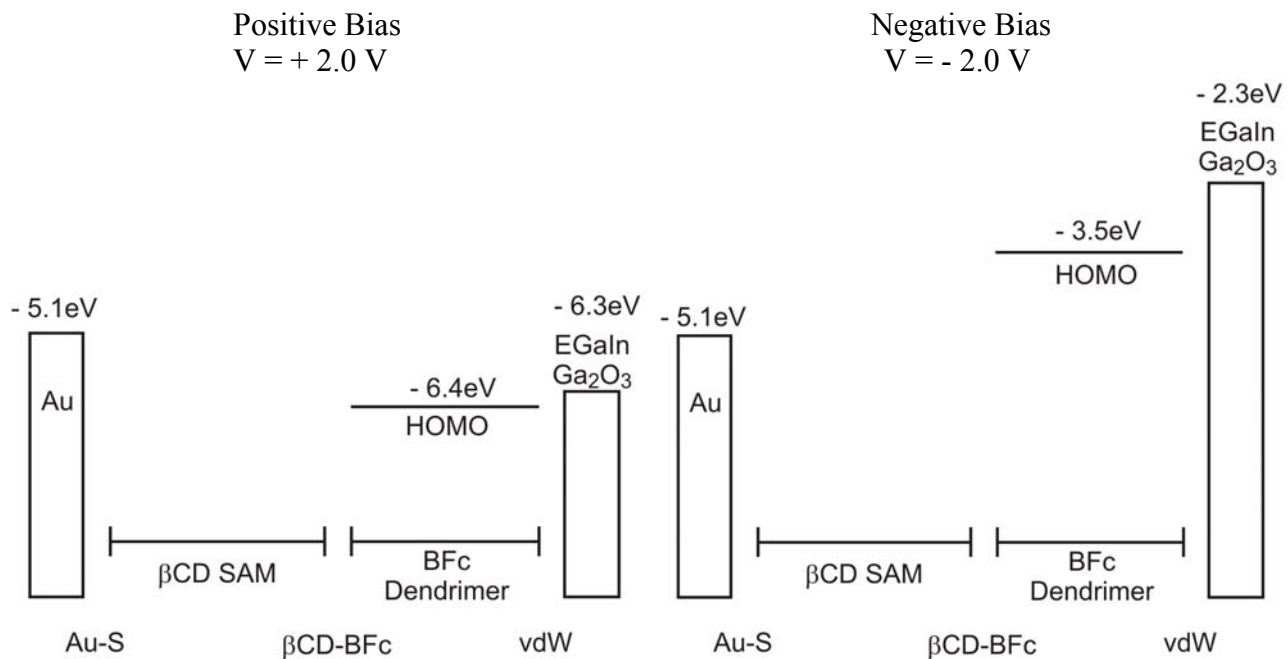 Positive Bias
V = + 2.0 V
- 5.1eV
Au
- 6.4eV
HOMO
- 6.3eV
EGaIn
Ga₂O₃
βCD SAM
BFc
Dendrimer
Au-S
βCD-BFc
vdW
Negative Bias
V = - 2.0 V
- 5.1eV
Au
- 3.5eV
HOMO
- 2.3eV
EGaIn
Ga₂O₃
βCD SAM
BFc
Dendrimer
Au-S
βCD-BFc
vdW